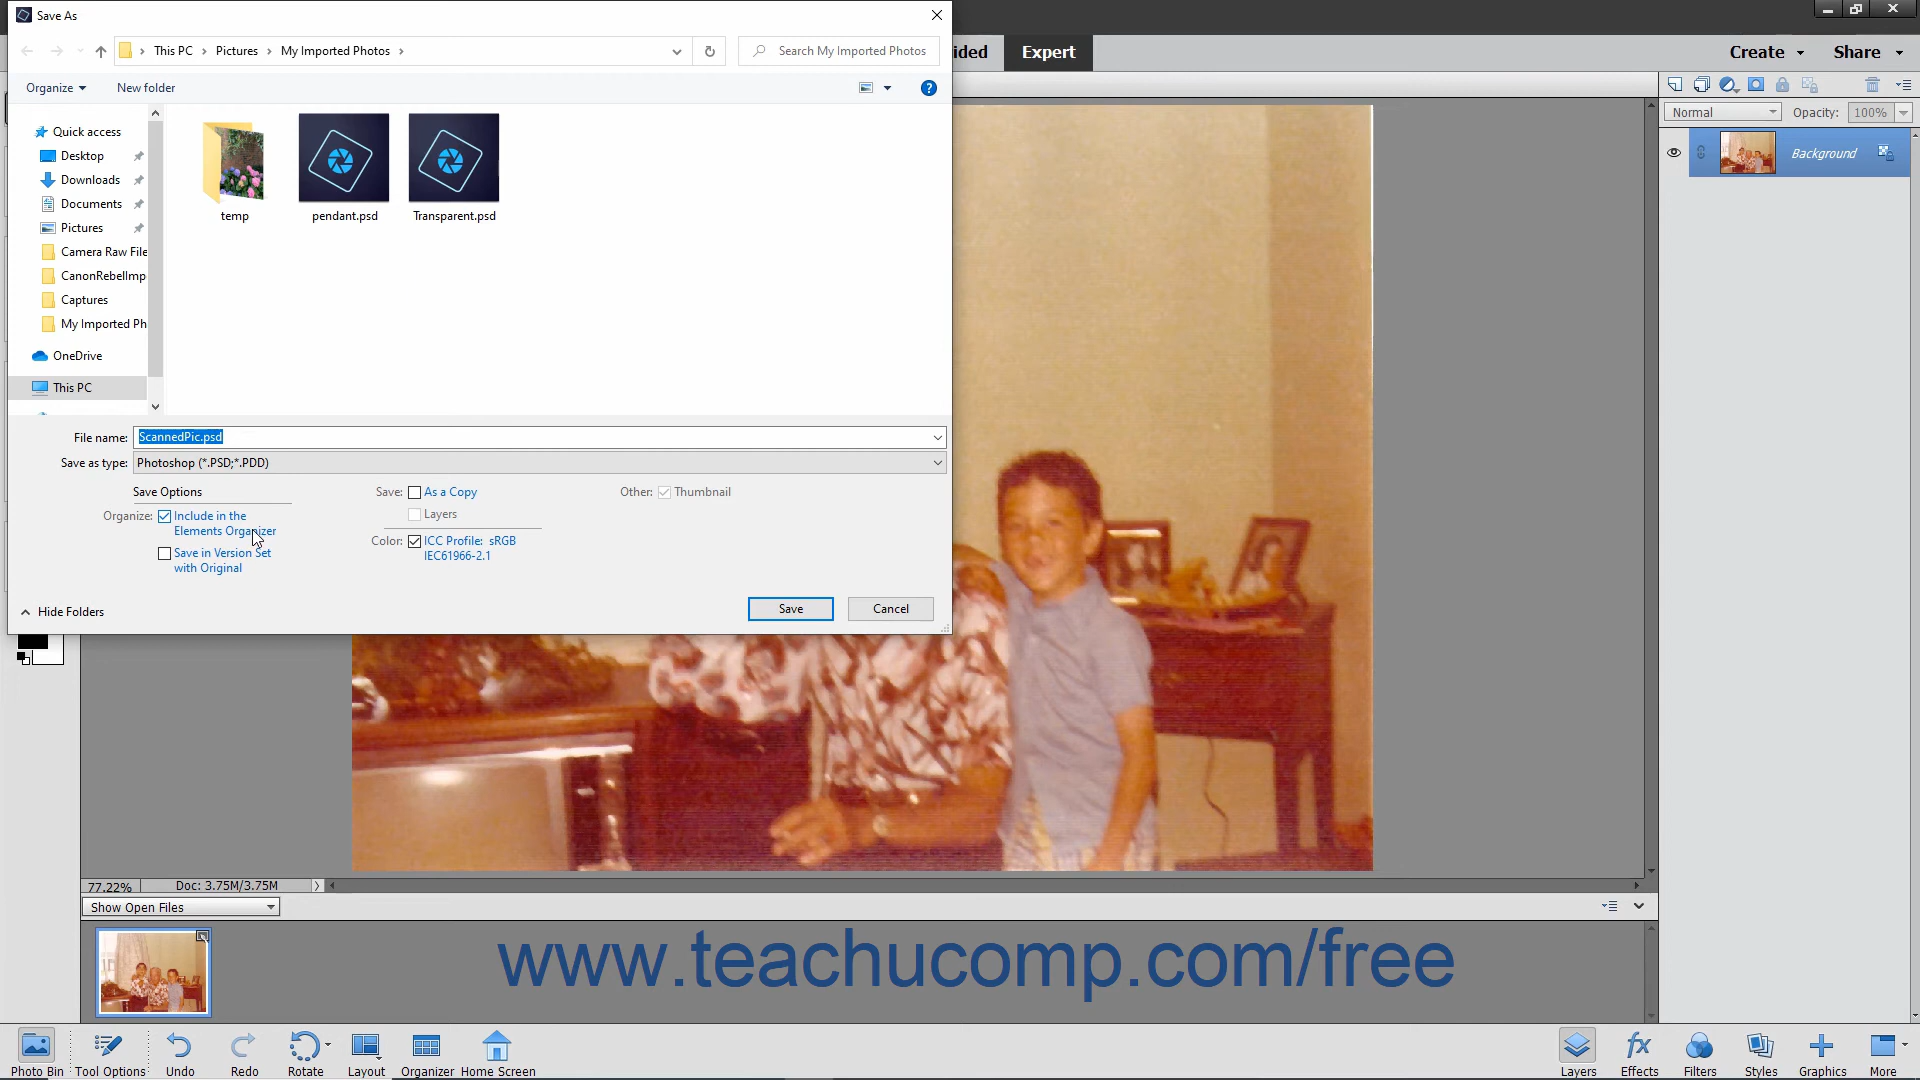 Save As
This PC
Pictures
My Imported Photos
Search My Imported Photos
Organize
New folder
Quick access
Desktop
Downloads
Documents
Pictures
Camera Raw File
CanonRebelImp
Captures
My Imported Ph
OneDrive
This PC
temp
pendant.psd
Transparent.psd
File name: ScannedPic.psd
Save as type: Photoshop (*.PSD;*.PDD)
Save Options
Organize: Include in the
Elements Organizer
Save in Version Set
with Original
Save: As a Copy
Layers
Color: ICC Profile: sRGB
IEC61966-2.1
Other: Thumbnail
Hide Folders
Save
Cancel
ided
Expert
Create
Share
Normal
Opacity: 100%
Background
77.22%
Doc: 3.75M/3.75M
Show Open Files
www.teachucomp.com/free
Photo Bin
Tool Options
Undo
Redo
Rotate
Layout
Organizer
Home Screen
fx
Layers
Effects
Filters
Styles
Graphics
More